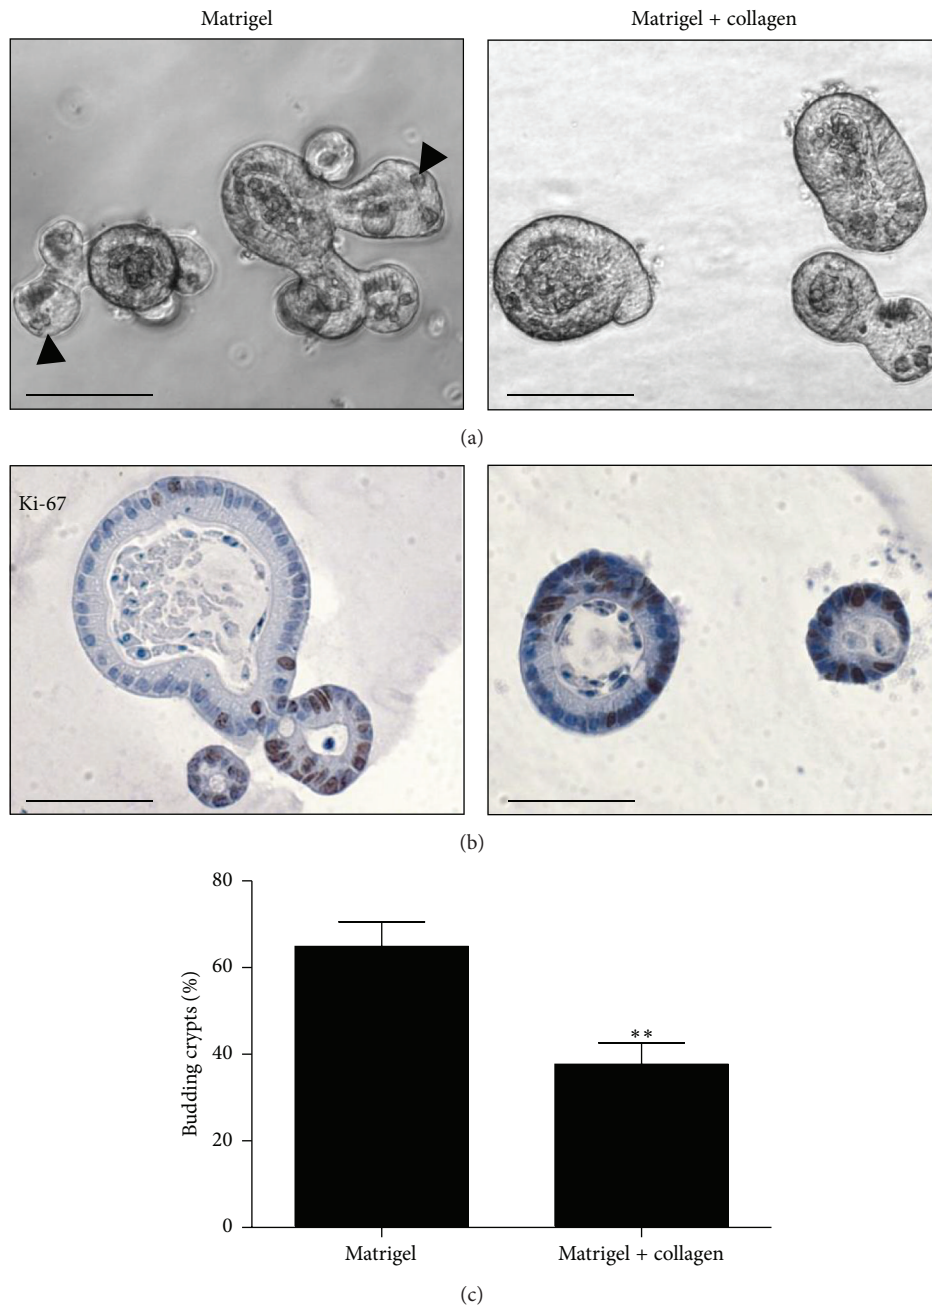 Matrigel
Matrigel + collagen
(a)
Ki-67
(b)
80
60
40
20
0
Budding crypts (%)
**
Matrigel
Matrigel + collagen
(c)